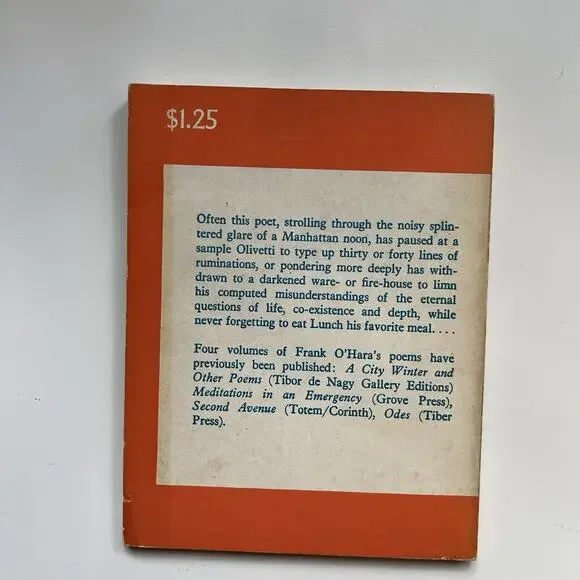 $1.25
Often this poet, strolling through the noisy splin-
tered glare of a Manhattan noon, has paused at a
sample Olivetti to type up thirty or forty lines of
ruminations, or pondering more deeply has with-
drawn to a darkened ware- or fire-house to limn
his computed misunderstandings of the eternal
questions of life, co-existence and depth, while
never forgetting to eat Lunch his favorite meal. . . .
Four volumes of Frank O'Hara's poems have
previously been published: A City Winter and
Other Poems (Tibor de Nagy Gallery Editions)
Meditations in an Emergency (Grove Press),
Second Avenue (Totem/Corinth), Odes (Tiber
Press).